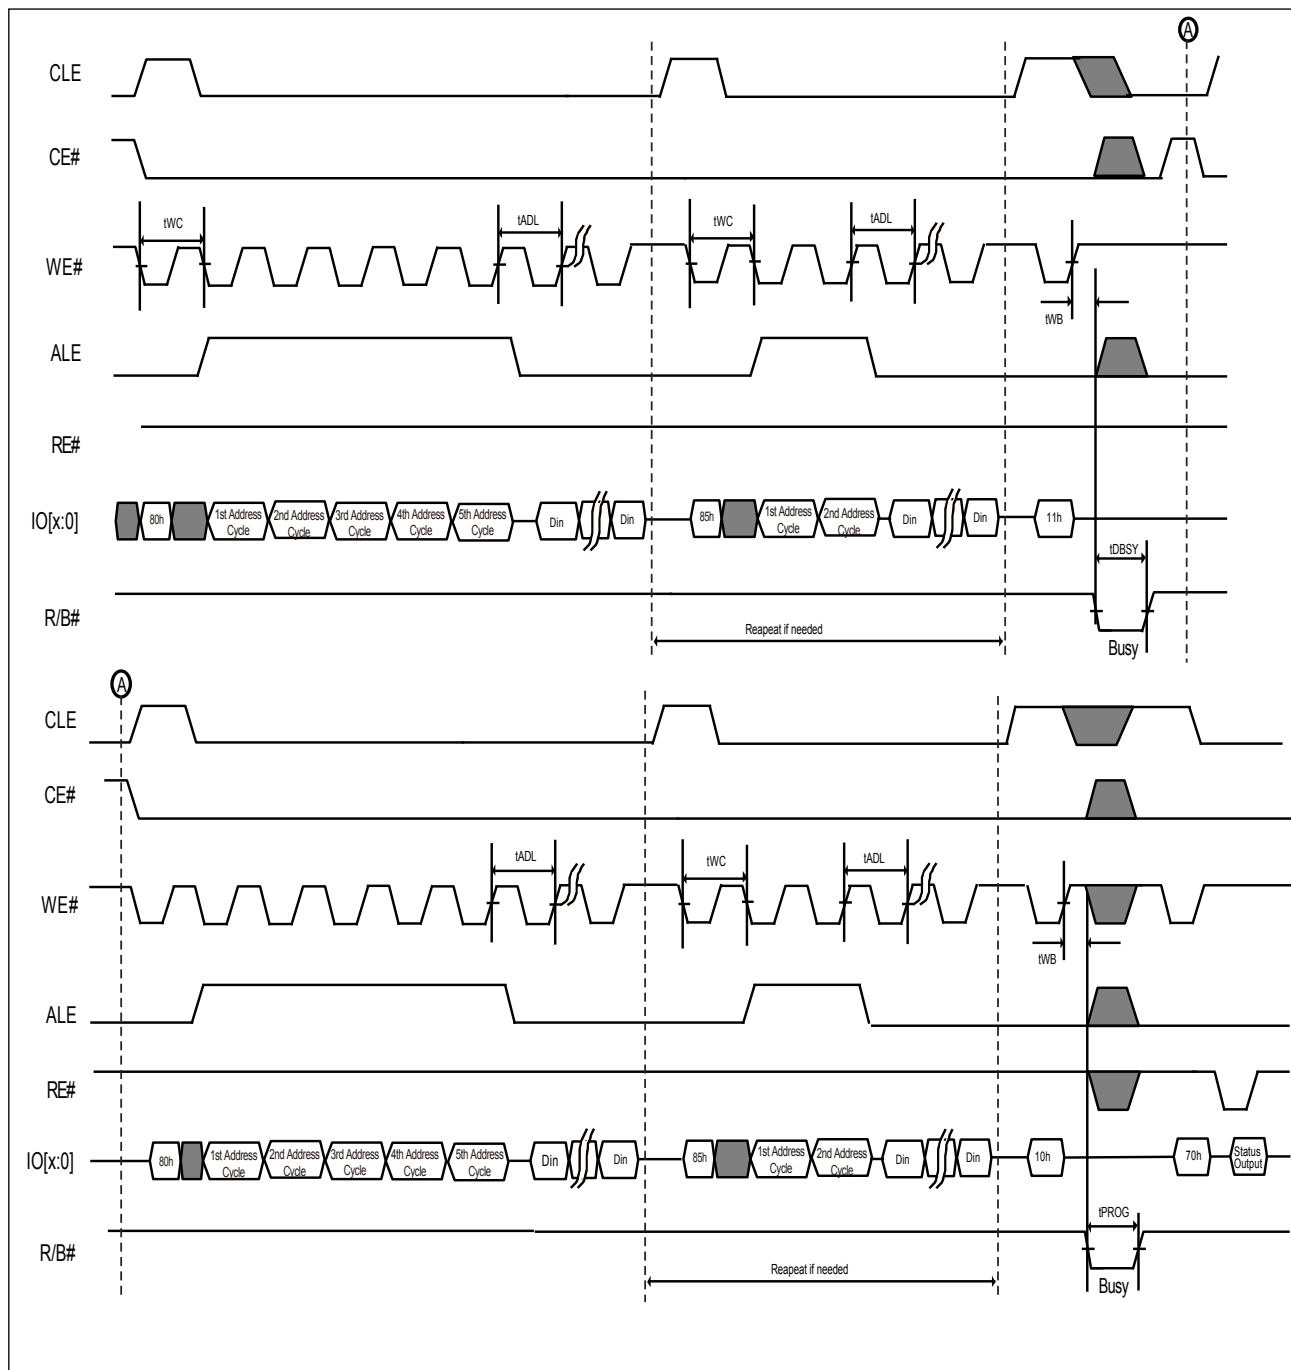 A
CLE
CE#
tWC
tADL
tWC
tADL
WE#
tWB
ALE
RE#
IO[x:0]
80h
1st Address
Cycle
2nd Address
Cycle
3rd Address
Cycle
4th Address
Cycle
5th Address
Cycle
Din
Din
85h
1st Address
Cycle
2nd Address
Cycle
Din
Din
11h
tDBSY
R/B#
Reapeat if needed
Busy
A
CLE
CE#
tADL
tWC
tADL
WE#
tWB
ALE
RE#
IO[x:0]
80h
1st Address
Cycle
2nd Address
Cycle
3rd Address
Cycle
4th Address
Cycle
5th Address
Cycle
Din
Din
85h
1st Address
Cycle
2nd Address
Cycle
Din
Din
10h
70h
Status
Output
tPROG
R/B#
Reapeat if needed
Busy